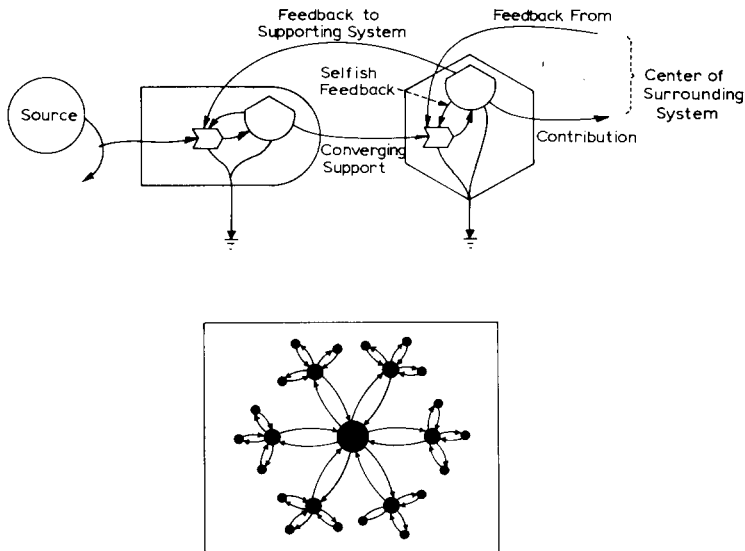 Feedback to
Supporting System
Feedback From
Selfish
Feedback
Source
Center of
Surrounding
System
Converging
Support
Contribution